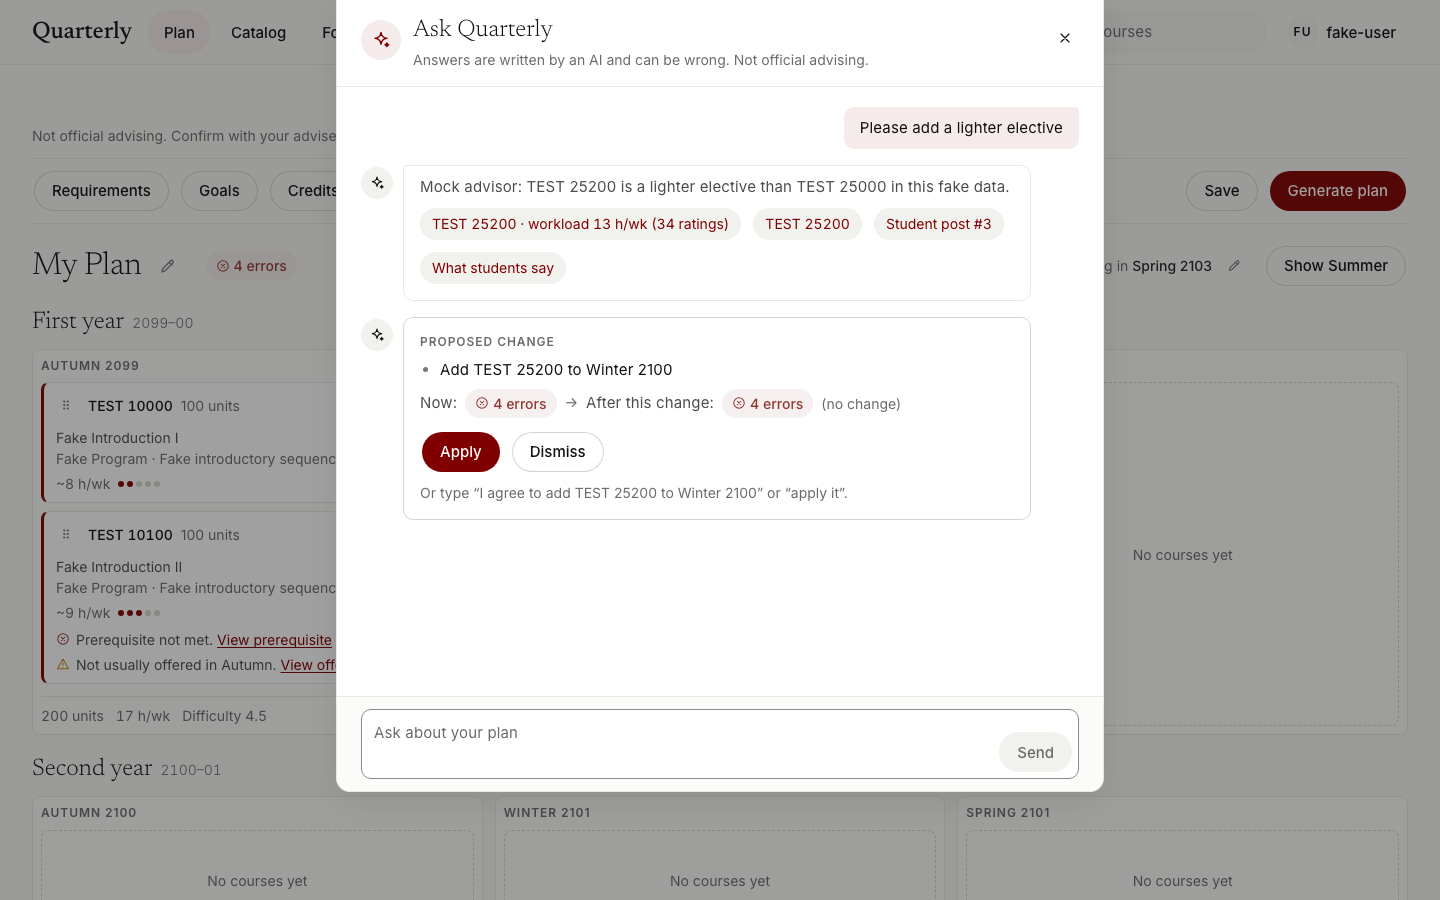 Quarterly
Plan
Catalog
FU
fake-user
Ask Quarterly
Answers are written by an AI and can be wrong. Not official advising.
Please add a lighter elective
Not official advising. Confirm with your
Requirements
Goals
Credits
Save
Generate plan
Mock advisor: TEST 25200 is a lighter elective than TEST 25000 in this fake data.
TEST 25200 · workload 13 h/wk (34 ratings)
TEST 25200
Student post #3
What students say
My Plan
4 errors
in Spring 2103
Show Summer
First year 2099–00
PROPOSED CHANGE
Add TEST 25200 to Winter 2100
Now: 4 errors → After this change: 4 errors (no change)
Apply
Dismiss
Or type “I agree to add TEST 25200 to Winter 2100” or “apply it”.
AUTUMN 2099
TEST 10000 100 units
Fake Introduction I
Fake Program · Fake introductory
~8 h/wk
TEST 10100 100 units
Fake Introduction II
Fake Program · Fake introductory
~9 h/wk
Prerequisite not met. View prerequisite
Not usually offered in Autumn. View
200 units 17 h/wk Difficulty 4.5
No courses yet
Ask about your plan
Send
Second year 2100–01
AUTUMN 2100
No courses yet
WINTER 2101
No courses yet
SPRING 2101
No courses yet